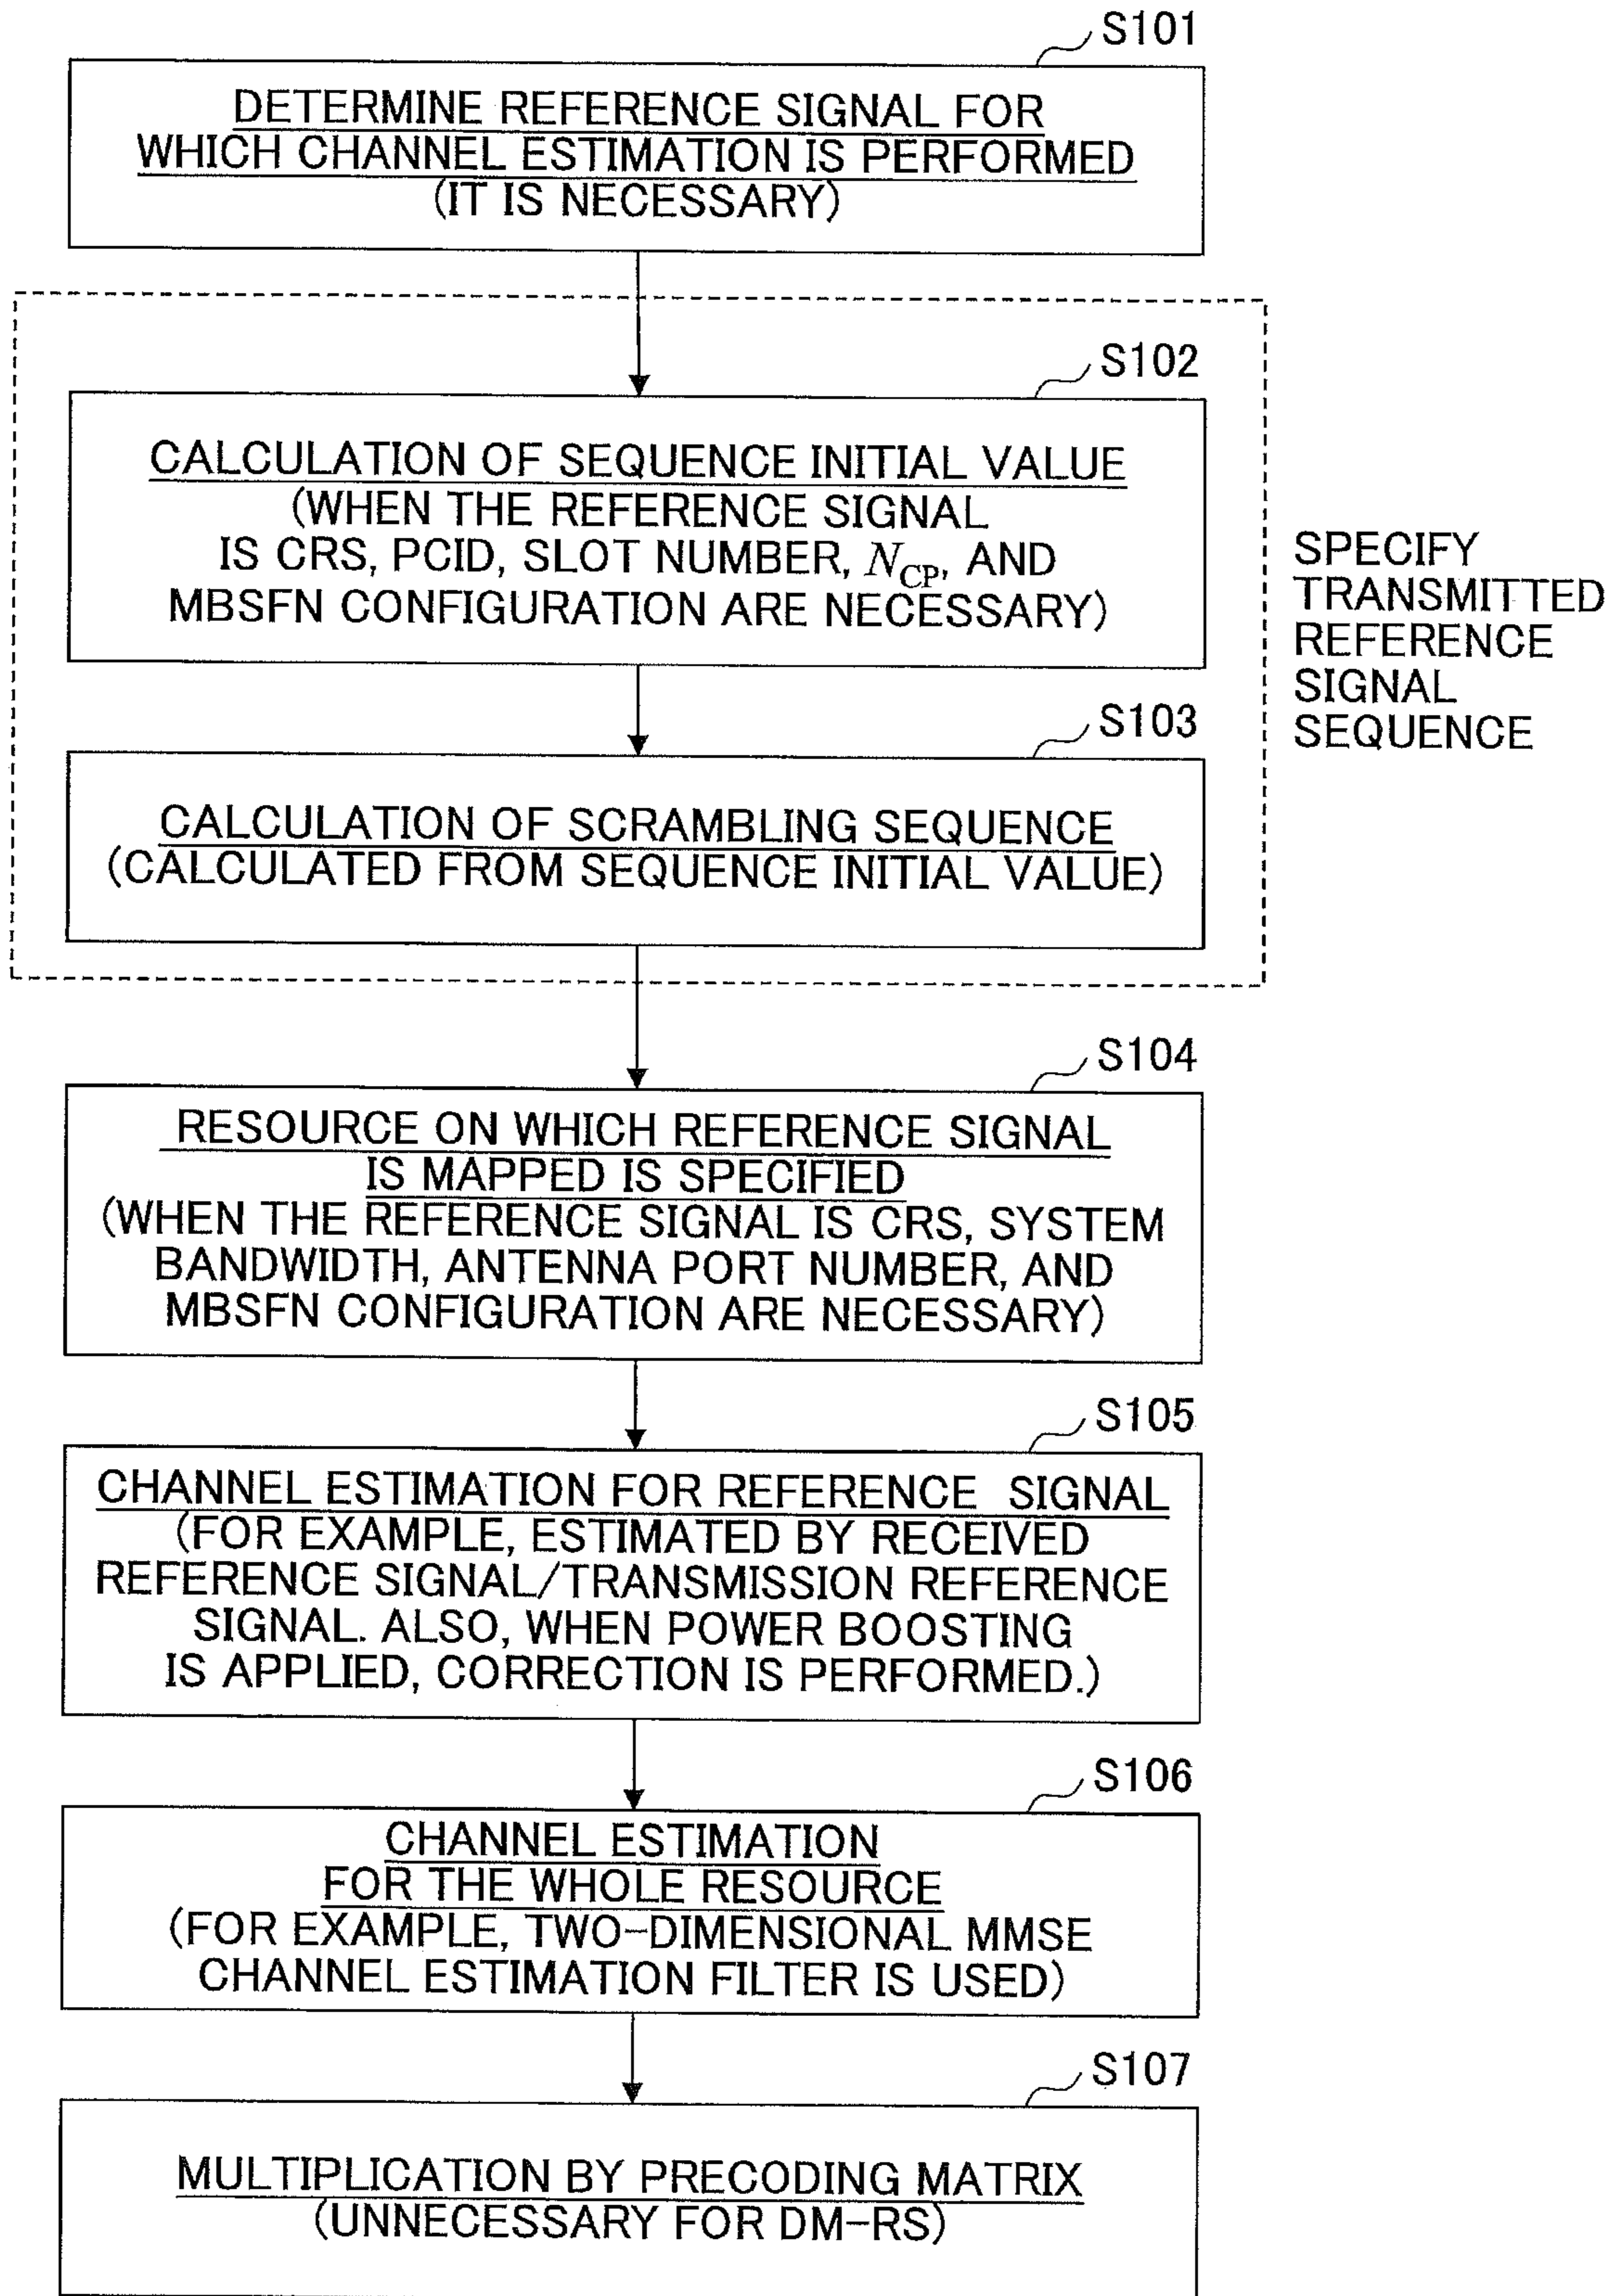 S101
DETERMINE REFERENCE SIGNAL FOR
WHICH CHANNEL ESTIMATION IS PERFORMED
(IT IS NECESSARY)
S102
CALCULATION OF SEQUENCE INITIAL VALUE
(WHEN THE REFERENCE SIGNAL
IS CRS, PCID, SLOT NUMBER, NCP, AND
MBSFN CONFIGURATION ARE NECESSARY)
SPECIFY
TRANSMITTED
REFERENCE
SIGNAL
SEQUENCE
S103
CALCULATION OF SCRAMBLING SEQUENCE
(CALCULATED FROM SEQUENCE INITIAL VALUE)
S104
RESOURCE ON WHICH REFERENCE SIGNAL
IS MAPPED IS SPECIFIED
(WHEN THE REFERENCE SIGNAL IS CRS, SYSTEM
BANDWIDTH, ANTENNA PORT NUMBER, AND
MBSFN CONFIGURATION ARE NECESSARY)
S105
CHANNEL ESTIMATION FOR REFERENCE SIGNAL
(FOR EXAMPLE, ESTIMATED BY RECEIVED
REFERENCE SIGNAL/TRANSMISSION REFERENCE
SIGNAL. ALSO, WHEN POWER BOOSTING
IS APPLIED, CORRECTION IS PERFORMED.)
S106
CHANNEL ESTIMATION
FOR THE WHOLE RESOURCE
(FOR EXAMPLE, TWO-DIMENSIONAL MMSE
CHANNEL ESTIMATION FILTER IS USED)
S107
MULTIPLICATION BY PRECODING MATRIX
(UNNECESSARY FOR DM-RS)